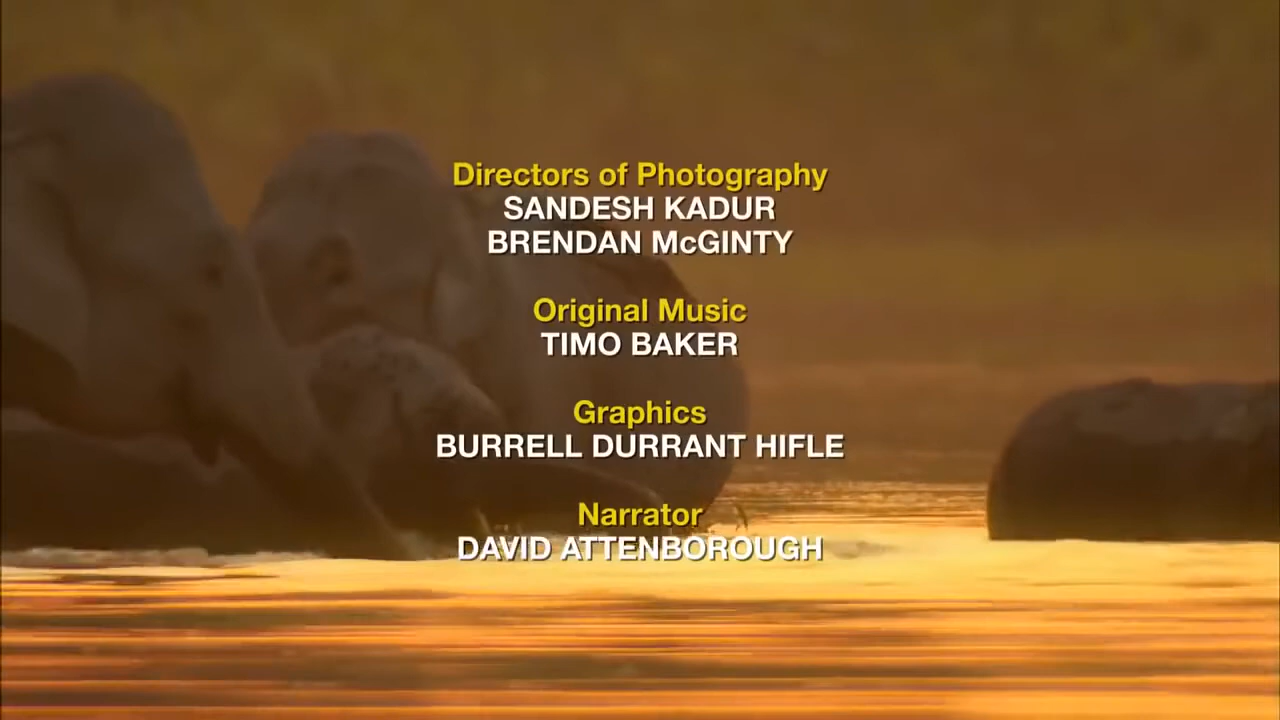 Directors of Photography
SANDESH KADUR
BRENDAN McGINTY
Original Music
TIMO BAKER
Graphics
BURRELL DURRANT HIFLE
Narrator
DAVID ATTENBOROUGH